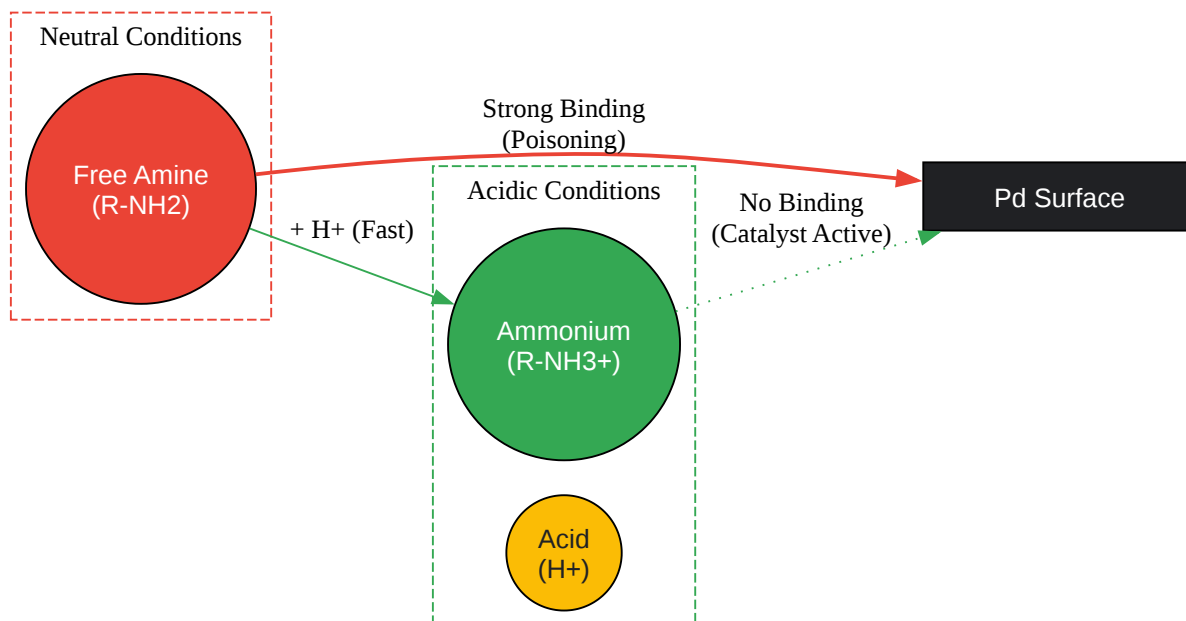 Neutral Conditions
Free Amine
(R-NH2)
+ H+ (Fast)
Strong Binding
(Poisoning)
Acidic Conditions
Ammonium
(R-NH3+)
Acid
(H+)
No Binding
(Catalyst Active)
Pd Surface